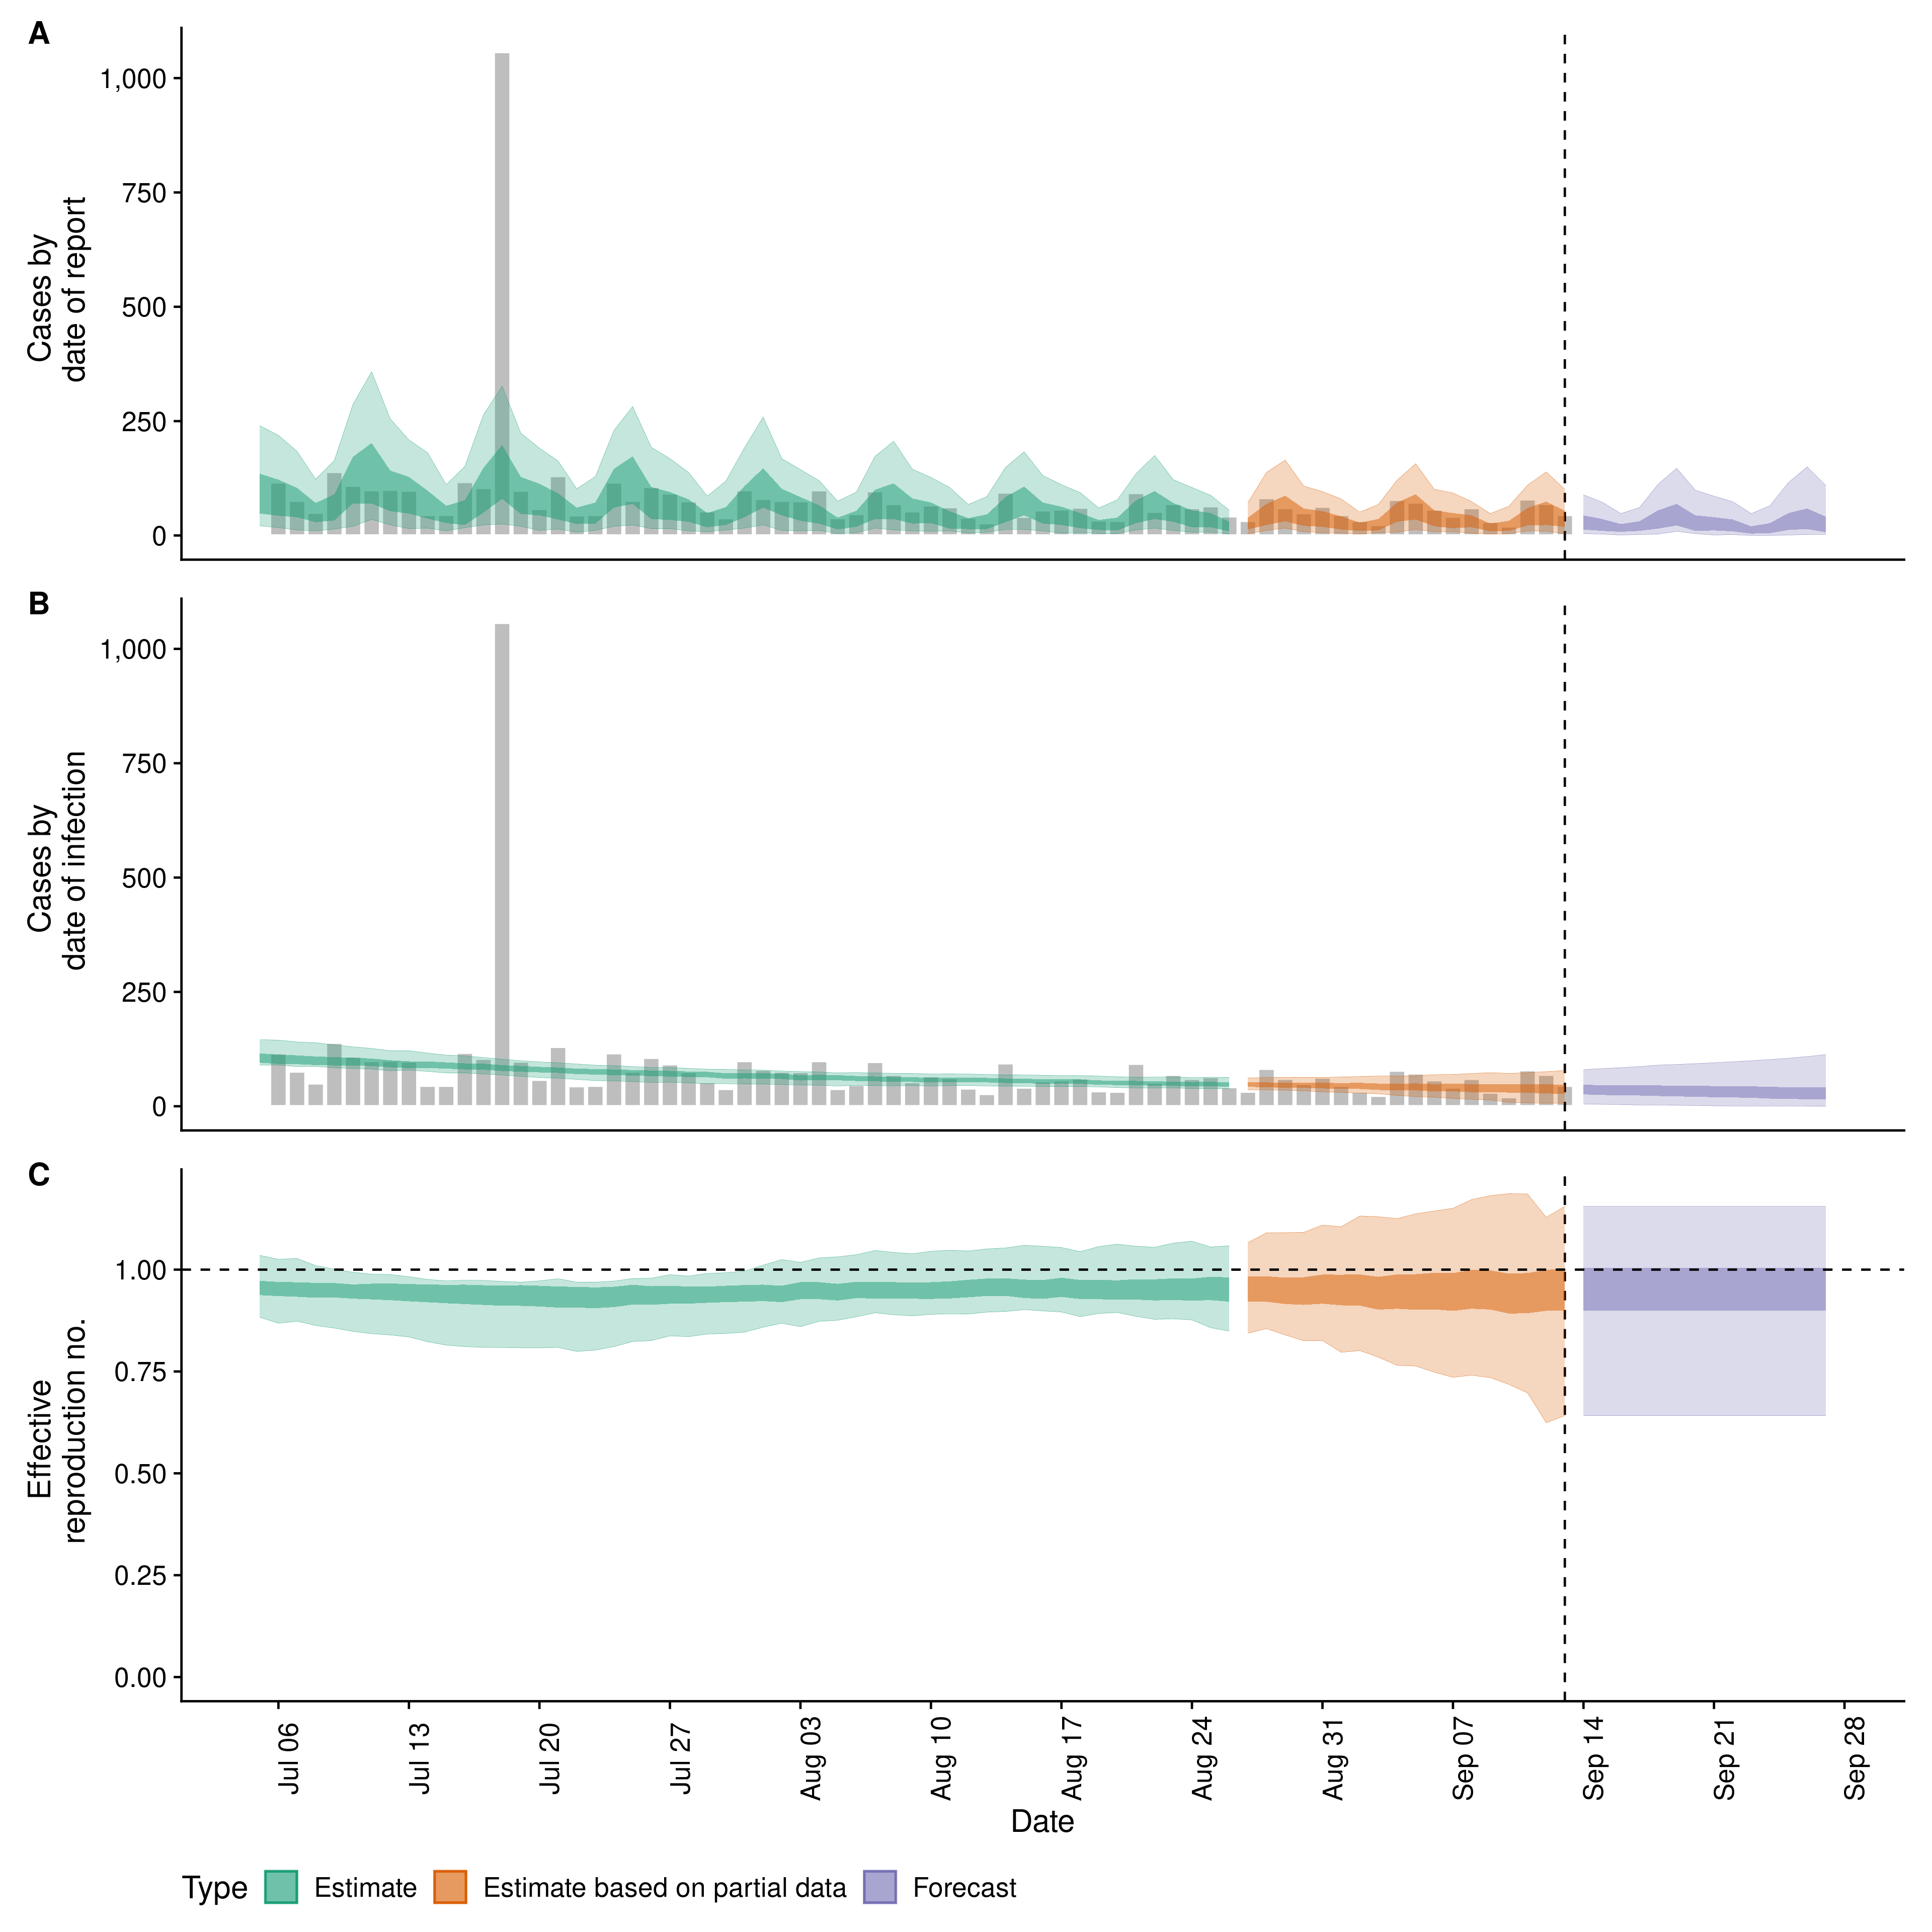 A
1,000
750
500
250
0
Cases by
date of report
B
1,000
750
500
250
0
Cases by
date of infection
C
1.00
0.75
0.50
0.25
0.00
Effective
reproduction no.
Jul 06
Jul 13
Jul 20
Jul 27
Aug 03
Aug 10
Aug 17
Aug 24
Aug 31
Sep 07
Sep 14
Sep 21
Sep 28
Date
Type Estimate Estimate based on partial data Forecast